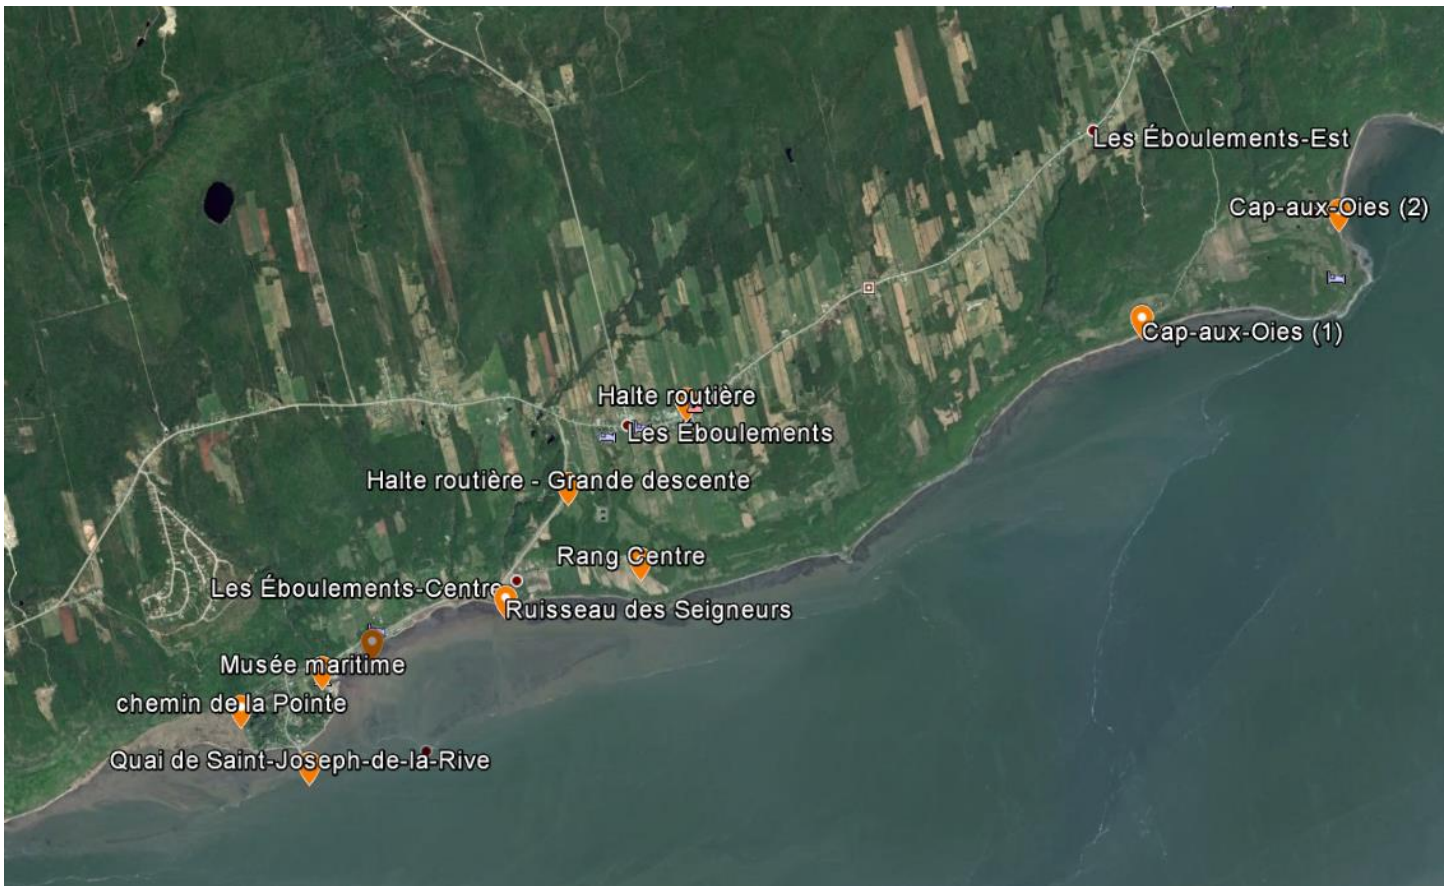 Les Éboulements-Est
Cap-aux-Oies (2)
Cap-aux-Oies (1)
Halte routière
Les Éboulements
Halte routière - Grande descente
Rang Centre
Les Éboulements-Centre
Ruisseau des Seigneurs
Musée maritime
chemin de la Pointe
Quai de Saint-Joseph-de-la-Rive